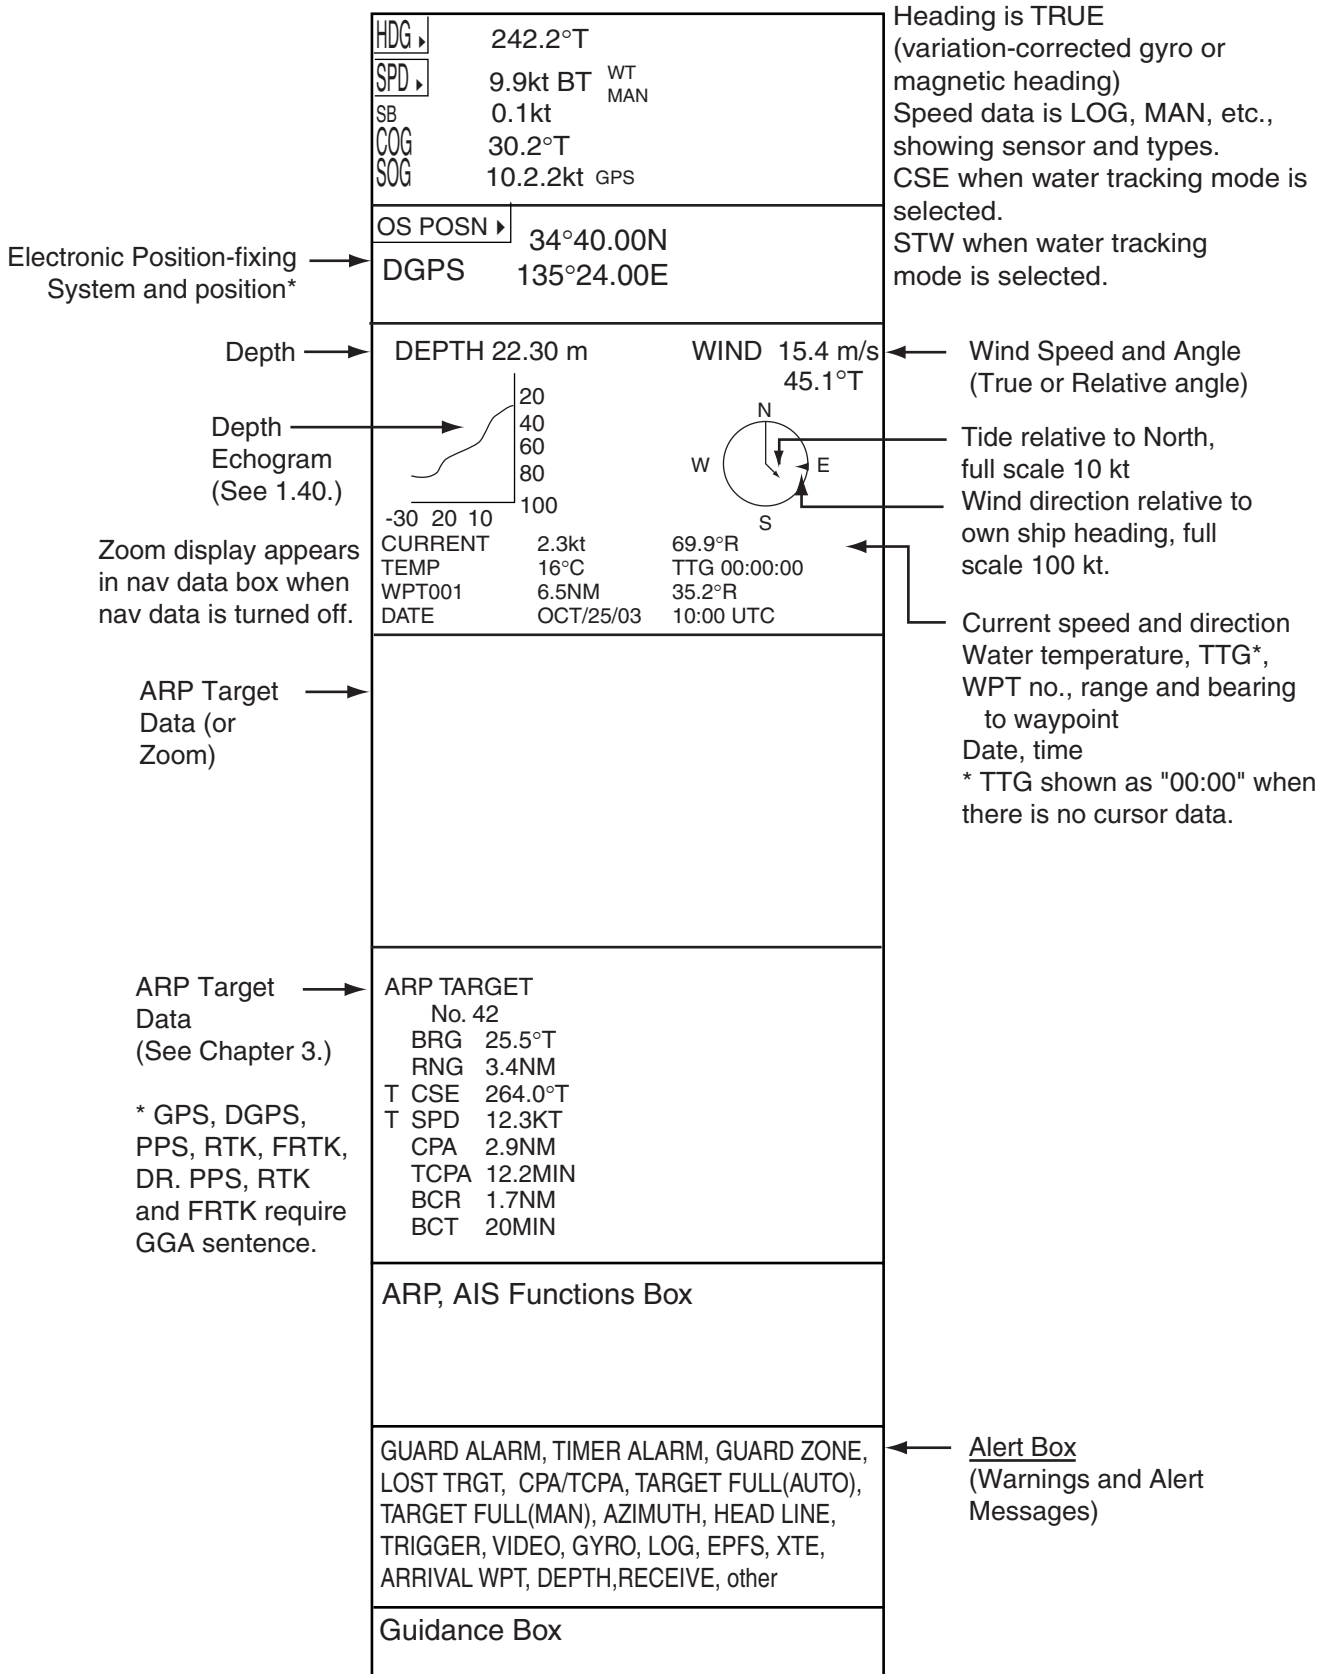 HDG 242.2°T
SPD 9.9kt BT WT
MAN
SB 0.1kt
COG 30.2°T
SOG 10.2.2kt GPS
Heading is TRUE
(variation-corrected gyro or
magnetic heading)
Speed data is LOG, MAN, etc.,
showing sensor and types.
CSE when water tracking mode is
selected.
STW when water tracking
mode is selected.
Electronic Position-fixing
System and position*
OS POSN
34°40.00N
DGPS 135°24.00E
Depth
DEPTH 22.30 m
WIND 15.4 m/s
45.1°T
Wind Speed and Angle
(True or Relative angle)
Depth
Echogram
(See 1.40.)
20
40
60
80
100
-30 20 10
N
W E
S
Tide relative to North,
full scale 10 kt
Wind direction relative to
own ship heading, full
scale 100 kt.
Zoom display appears
in nav data box when
nav data is turned off.
CURRENT 2.3kt 69.9°R
TEMP 16°C TTG 00:00:00
WPT001 6.5NM 35.2°R
DATE OCT/25/03 10:00 UTC
Current speed and direction
Water temperature, TTG*,
WPT no., range and bearing
to waypoint
Date, time
* TTG shown as "00:00" when
there is no cursor data.
ARP Target
Data (or
Zoom)
ARP Target
Data
(See Chapter 3.)
* GPS, DGPS,
PPS, RTK, FRTK,
DR. PPS, RTK
and FRTK require
GGA sentence.
ARP TARGET
No. 42
BRG 25.5°T
RNG 3.4NM
T CSE 264.0°T
T SPD 12.3KT
CPA 2.9NM
TCPA 12.2MIN
BCR 1.7NM
BCT 20MIN
ARP, AIS Functions Box
GUARD ALARM, TIMER ALARM, GUARD ZONE,
LOST TRGT, CPA/TCPA, TARGET FULL(AUTO),
TARGET FULL(MAN), AZIMUTH, HEAD LINE,
TRIGGER, VIDEO, GYRO, LOG, EPFS, XTE,
ARRIVAL WPT, DEPTH,RECEIVE, other
Alert Box
(Warnings and Alert
Messages)
Guidance Box